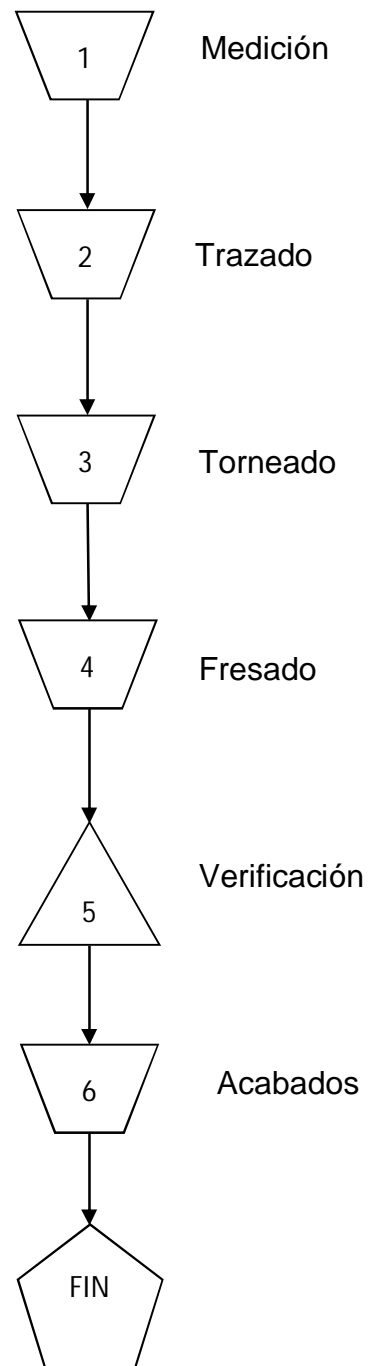 1 Medición
2 Trazado
3 Torneado
4 Fresado
Verificación
5
6 Acabados
FIN